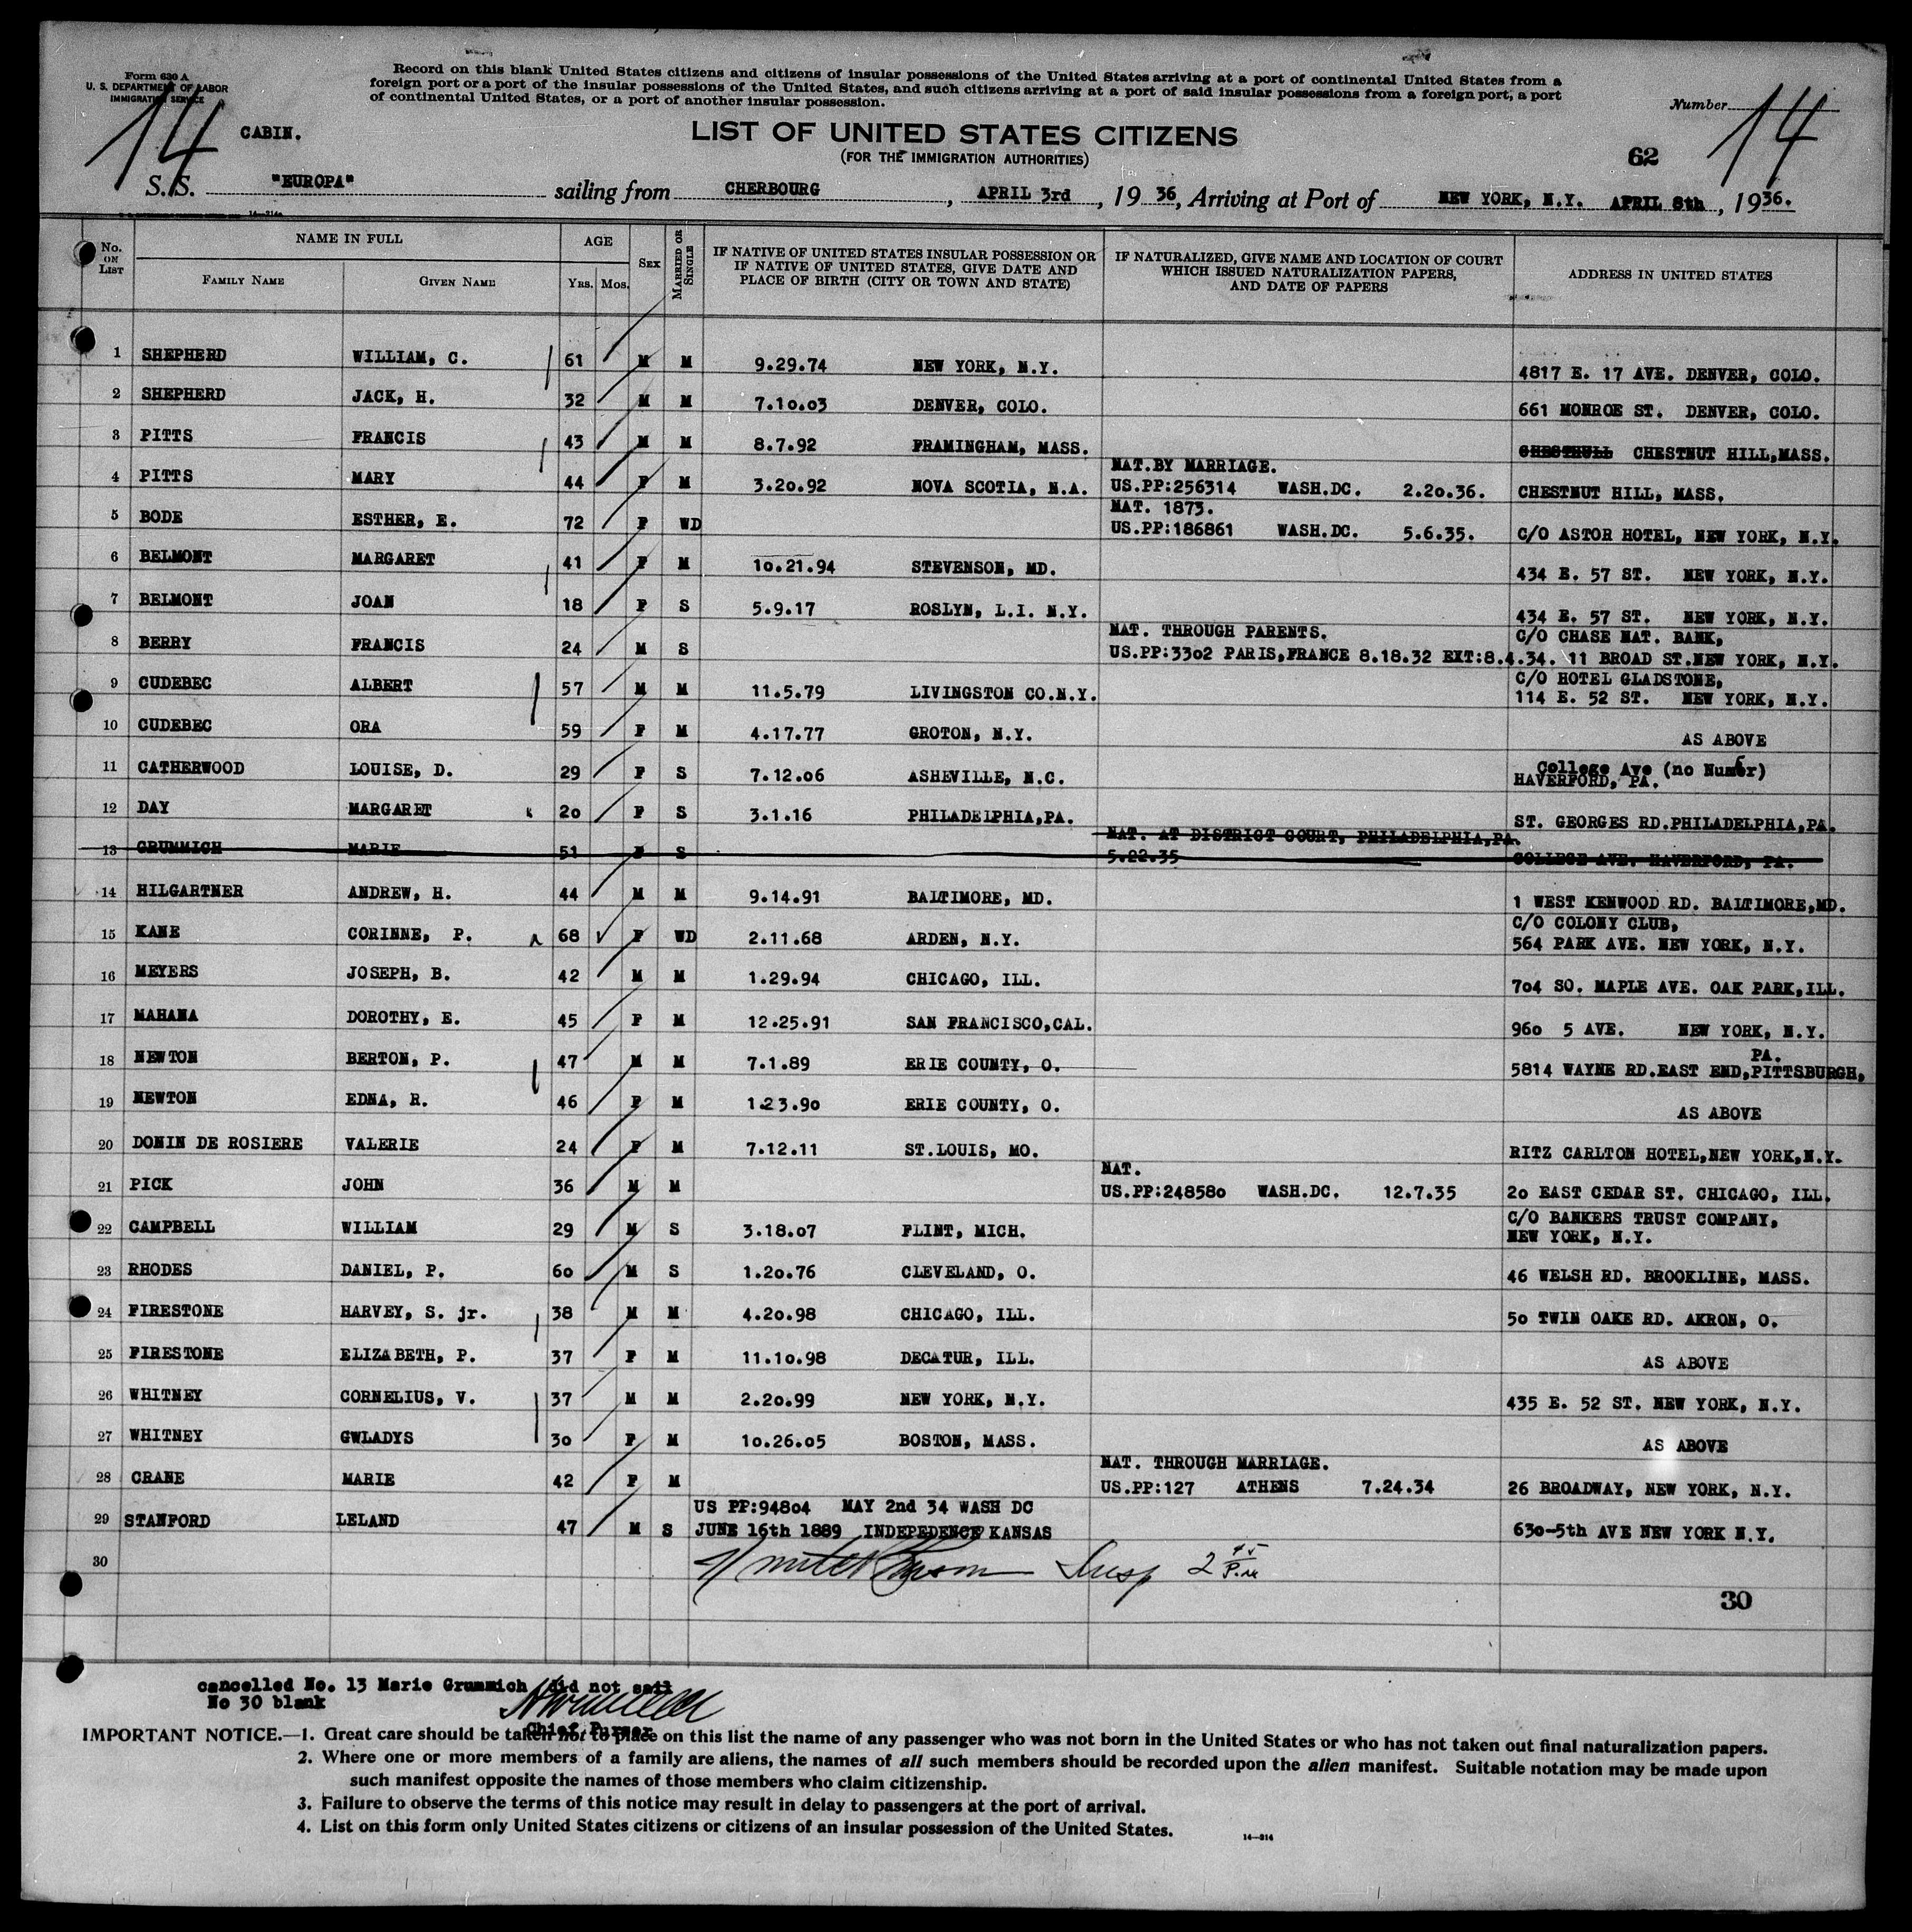 Form 630 A
U. S. DEPARTMENT OF LABOR
IMMIGRATION SERVICE
Record on this blank United States citizens and citizens of insular possessions of the United States arriving at a port of continental United States from a
foreign port or a port of the insular possessions of the United States, and such citizens arriving at a port of said insular possessions from a foreign port, a port
of continental United States, or a port of another insular possession.
Number
14
14
CABIN.
LIST OF UNITED STATES CITIZENS
(FOR THE IMMIGRATION AUTHORITIES)
62
S.S. "EUROPA" sailing from CHERBOURG, APRIL 3rd, 1936, Arriving at Port of NEW YORK, N.Y. APRIL 8th, 1936.
No. ON LIST
NAME IN FULL
FAMILY NAME
GIVEN NAME
AGE
YRS. MOS.
SEX
MARRIED OR SINGLE
IF NATIVE OF UNITED STATES INSULAR POSSESSION OR
IF NATIVE OF UNITED STATES, GIVE DATE AND
PLACE OF BIRTH (CITY OR TOWN AND STATE)
IF NATURALIZED, GIVE NAME AND LOCATION OF COURT
WHICH ISSUED NATURALIZATION PAPERS,
AND DATE OF PAPERS
ADDRESS IN UNITED STATES
1 SHEPHERD WILLIAM, C. 61 M M 9.29.74 NEW YORK, N.Y. 4817 E. 17 AVE. DENVER, COLO.
2 SHEPHERD JACK, H. 32 M M 7.10.03 DENVER, COLO. 661 MONROE ST. DENVER, COLO.
3 PITTS FRANCIS 43 M M 8.7.92 FRAMINGHAM, MASS. CHESTNUT HILL,MASS.
NAT.BY MARRIAGE.
4 PITTS MARY 44 F M 3.20.92 NOVA SCOTIA, N.A. US.PP:256314 WASH.DC. 2.20.36. CHESTNUT HILL, MASS.
NAT. 1873.
5 BODE ESTHER, E. 72 F WD US.PP:186861 WASH.DC. 5.6.35. C/O ASTOR HOTEL, NEW YORK, N.Y.
6 BELMONT MARGARET 41 F M 10.21.94 STEVENSON, MD. 434 E. 57 ST. NEW YORK, N.Y.
7 BELMONT JOAN 18 F S 5.9.17 ROSLYN, L.I. N.Y. 434 E. 57 ST. NEW YORK, N.Y.
NAT. THROUGH PARENTS. C/O CHASE NAT. BANK,
8 BERRY FRANCIS 24 M S US.PP:3302 PARIS,FRANCE 8.18.32 EXT:8.4.34. 11 BROAD ST.NEW YORK, N.Y.
C/O HOTEL GLADSTONE,
9 CUDEBEC ALBERT 57 M M 11.5.79 LIVINGSTON CO.N.Y. 114 E. 52 ST. NEW YORK, N.Y.
10 CUDEBEC ORA 59 F M 4.17.77 GROTON, N.Y. AS ABOVE
College Ave (no Number)
11 CATHERWOOD LOUISE, D. 29 F S 7.12.06 ASHEVILLE, N.C. HAVERFORD, PA.
12 DAY MARGARET 20 F S 3.1.16 PHILADELPHIA,PA. ST. GEORGES RD.PHILADELPHIA,PA.
NAT. AT DISTRICT COURT, PHILADELPHIA,PA.
13 GRUMMICH MARIE 51 F S 5.22.35 COLLEGE AVE. HAVERFORD, PA.
14 HILGARTNER ANDREW, H. 44 M M 9.14.91 BALTIMORE, MD. 1 WEST KENWOOD RD. BALTIMORE,MD.
C/O COLONY CLUB,
15 KANE CORINNE, P. 68 F WD 2.11.68 ARDEN, N.Y. 564 PARK AVE. NEW YORK, N.Y.
16 MEYERS JOSEPH, B. 42 M M 1.29.94 CHICAGO, ILL. 704 SO. MAPLE AVE. OAK PARK,ILL.
17 MAHANA DOROTHY, E. 45 F M 12.25.91 SAN FRANCISCO,CAL. 960 5 AVE. NEW YORK, N.Y.
PA.
18 NEWTON BERTON, P. 47 M M 7.1.89 ERIE COUNTY, O. 5814 WAYNE RD.EAST END,PITTSBURGH,
19 NEWTON EDNA, R. 46 F M 1.23.90 ERIE COUNTY, O. AS ABOVE
20 DONIN DE ROSIERE VALERIE 24 F M 7.12.11 ST.LOUIS, MO. RITZ CARLTON HOTEL,NEW YORK,N.Y.
NAT.
21 PICK JOHN 36 M M US.PP:248580 WASH.DC. 12.7.35 20 EAST CEDAR ST. CHICAGO, ILL.
C/O BANKERS TRUST COMPANY,
22 CAMPBELL WILLIAM 29 M S 3.18.07 FLINT, MICH. NEW YORK, N.Y.
23 RHODES DANIEL, P. 60 M S 1.20.76 CLEVELAND, O. 46 WELSH RD. BROOKLINE, MASS.
24 FIRESTONE HARVEY, S. jr. 38 M M 4.20.98 CHICAGO, ILL. 50 TWIN OAKE RD. AKRON, O.
25 FIRESTONE ELIZABETH, P. 37 F M 11.10.98 DECATUR, ILL. AS ABOVE
26 WHITNEY CORNELIUS, V. 37 M M 2.20.99 NEW YORK, N.Y. 435 E. 52 ST. NEW YORK, N.Y.
27 WHITNEY GWLADYS 30 F M 10.26.05 BOSTON, MASS. AS ABOVE
NAT. THROUGH MARRIAGE.
28 CRANE MARIE 42 F M US.PP:127 ATHENS 7.24.34 26 BROADWAY, NEW YORK, N.Y.
US PP:94804 MAY 2nd 34 WASH DC
29 STANFORD LELAND 47 M S JUNE 16th 1889 INDEPEDENCE KANSAS 630-5th AVE NEW YORK N.Y.
30
Insp 2 45 P.M
30
cancelled No. 13 Marie Grummich did not sail
No 30 blank
Chief Purser
IMPORTANT NOTICE.—1. Great care should be taken not to place on this list the name of any passenger who was not born in the United States or who has not taken out final naturalization papers.
2. Where one or more members of a family are aliens, the names of all such members should be recorded upon the alien manifest. Suitable notation may be made upon
such manifest opposite the names of those members who claim citizenship.
3. Failure to observe the terms of this notice may result in delay to passengers at the port of arrival.
4. List on this form only United States citizens or citizens of an insular possession of the United States.
14—214